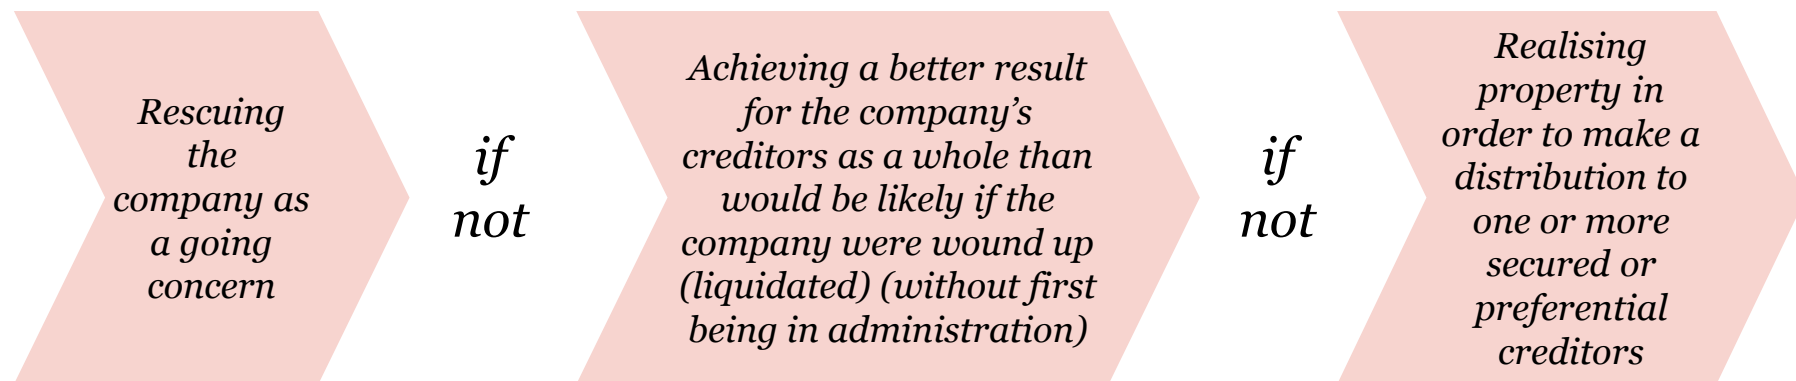 Rescuing
the
company as
a going
concern
if
not
Achieving a better result
for the company’s
creditors as a whole than
would be likely if the
company were wound up
(liquidated) (without first
being in administration)
if
not
Realising
property in
order to make a
distribution to
one or more
secured or
preferential
creditors